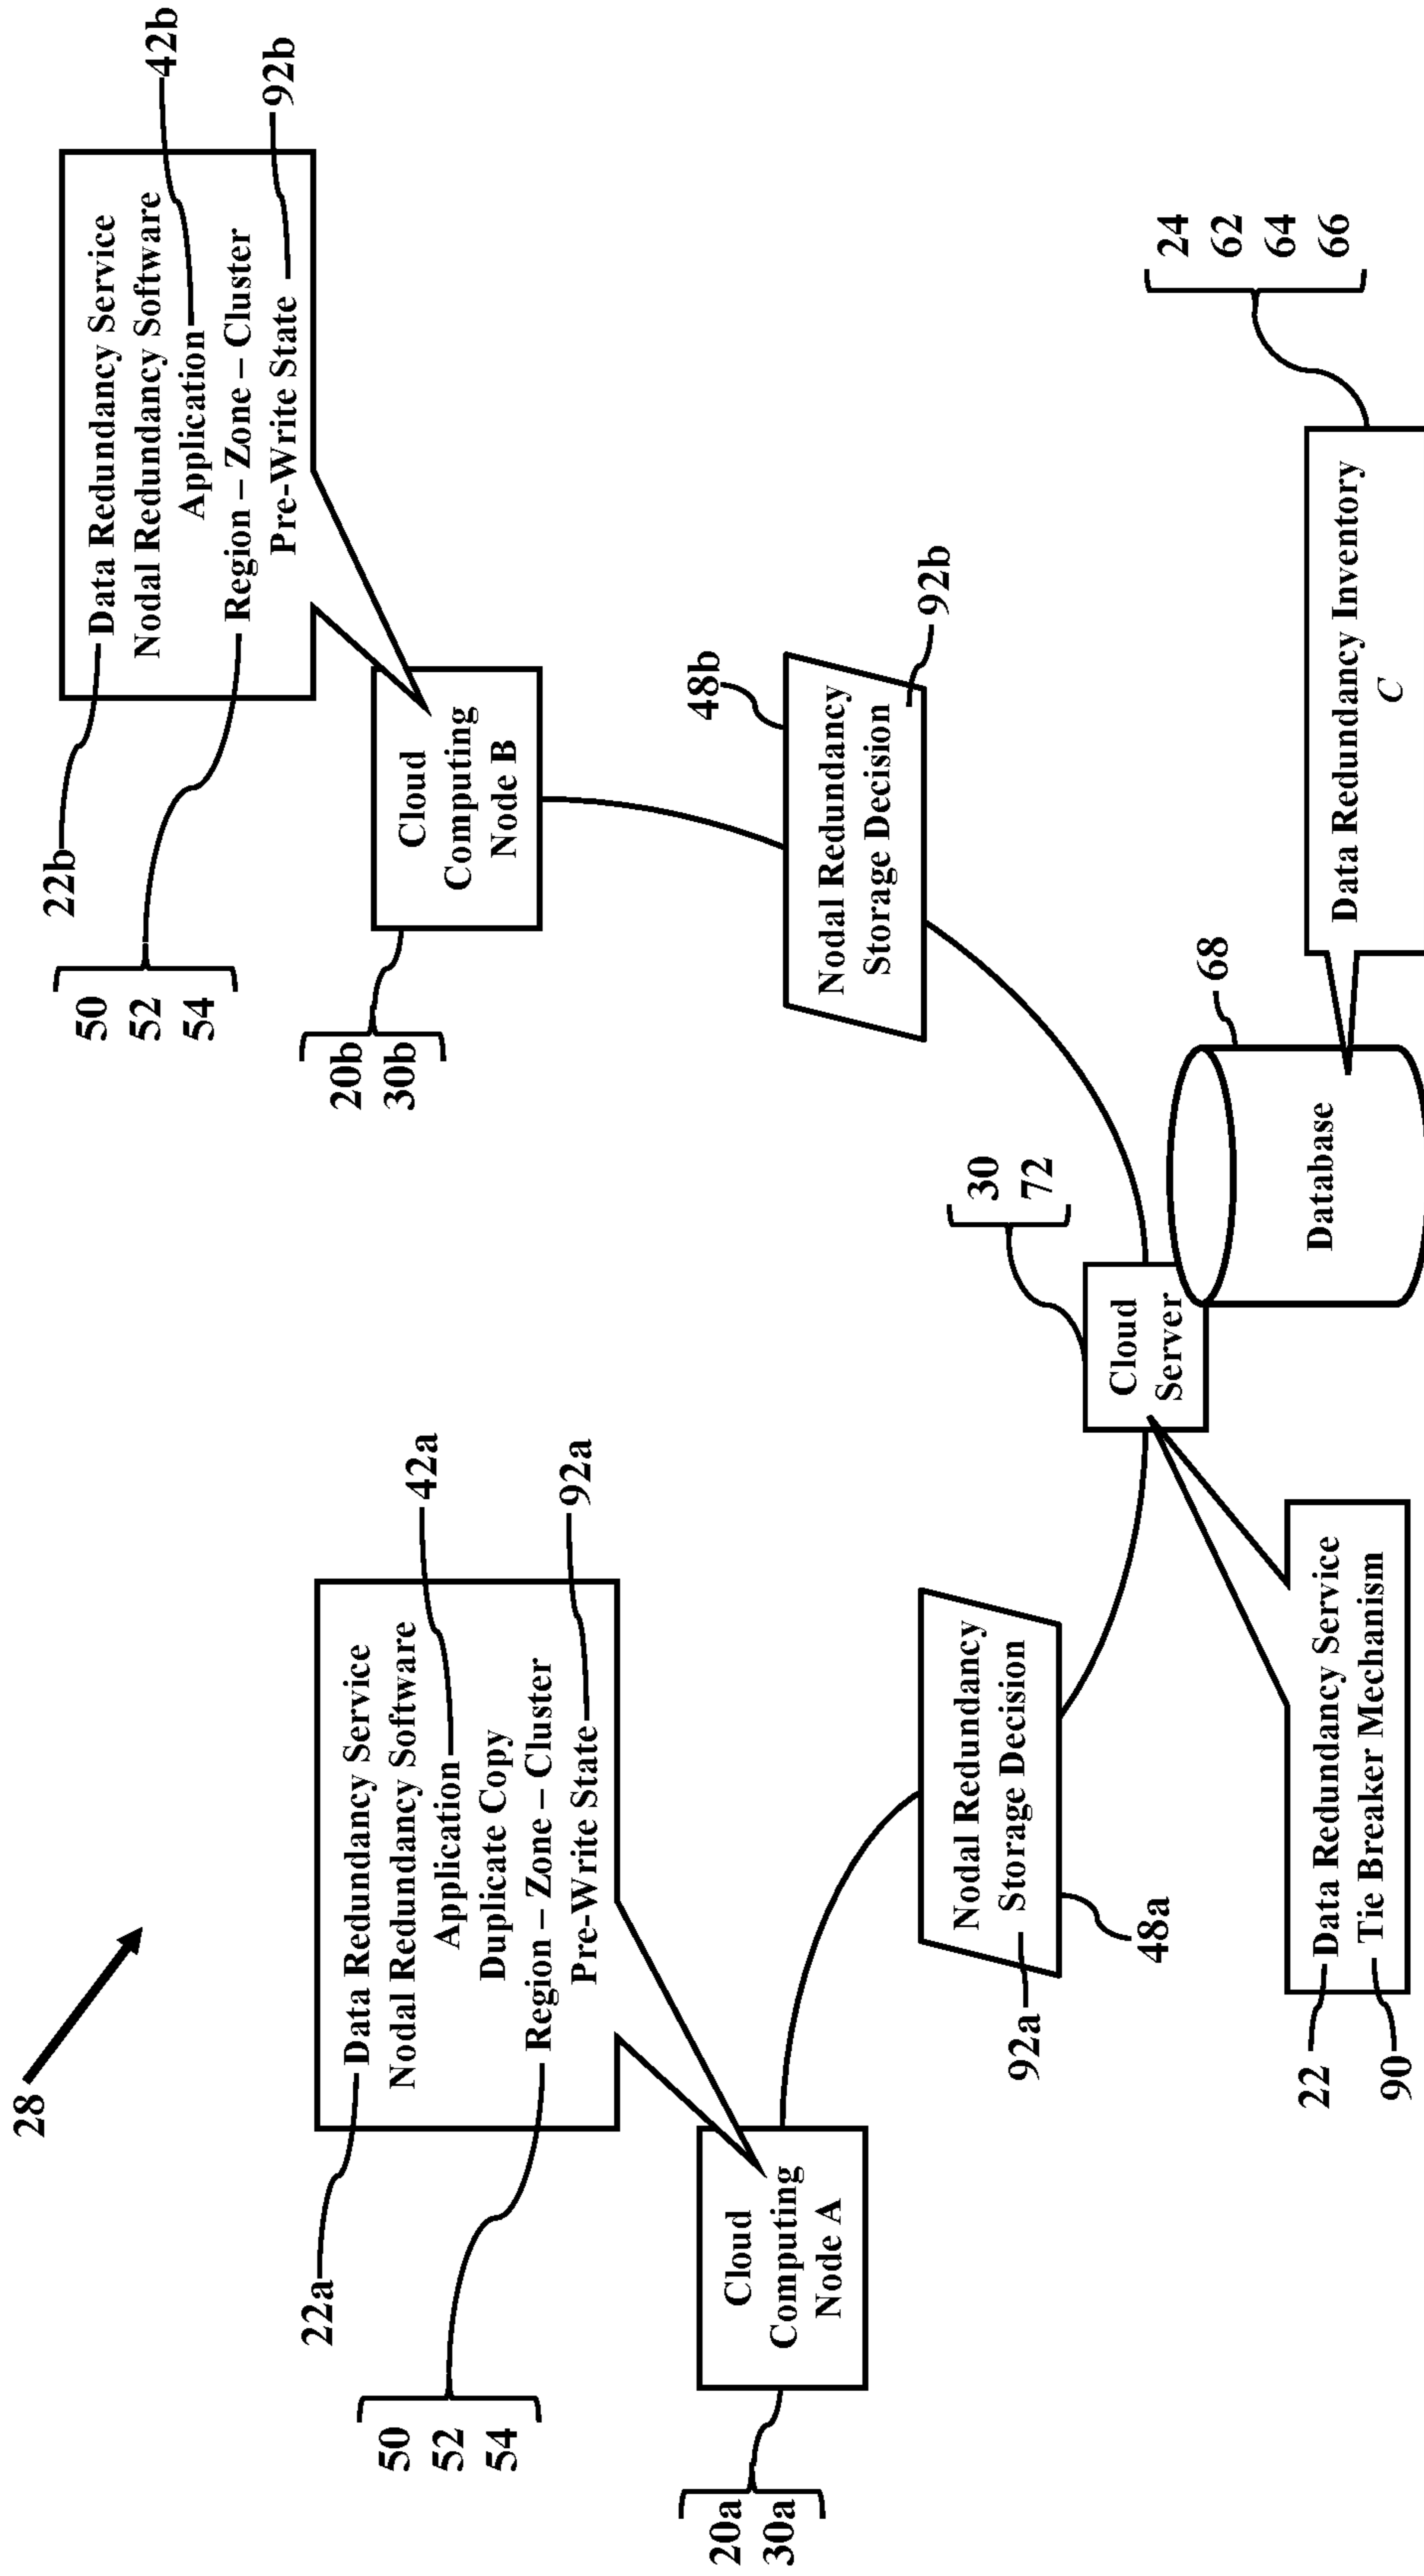 28
22a
Data Redundancy Service
Nodal Redundancy Software
Application
42a
Duplicate Copy
Region – Zone – Cluster
Pre-Write State
92a
50
52
54
20a
30a
Cloud
Computing
Node A
Nodal Redundancy
Storage Decision
92a
48a
22b
Data Redundancy Service
Nodal Redundancy Software
Application
42b
Region – Zone – Cluster
Pre-Write State
92b
50
52
54
20b
30b
Cloud
Computing
Node B
48b
Nodal Redundancy
Storage Decision
92b
30
72
Cloud
Server
22
Data Redundancy Service
90
Tie Breaker Mechanism
68
Database
24
62
64
66
Data Redundancy Inventory
C